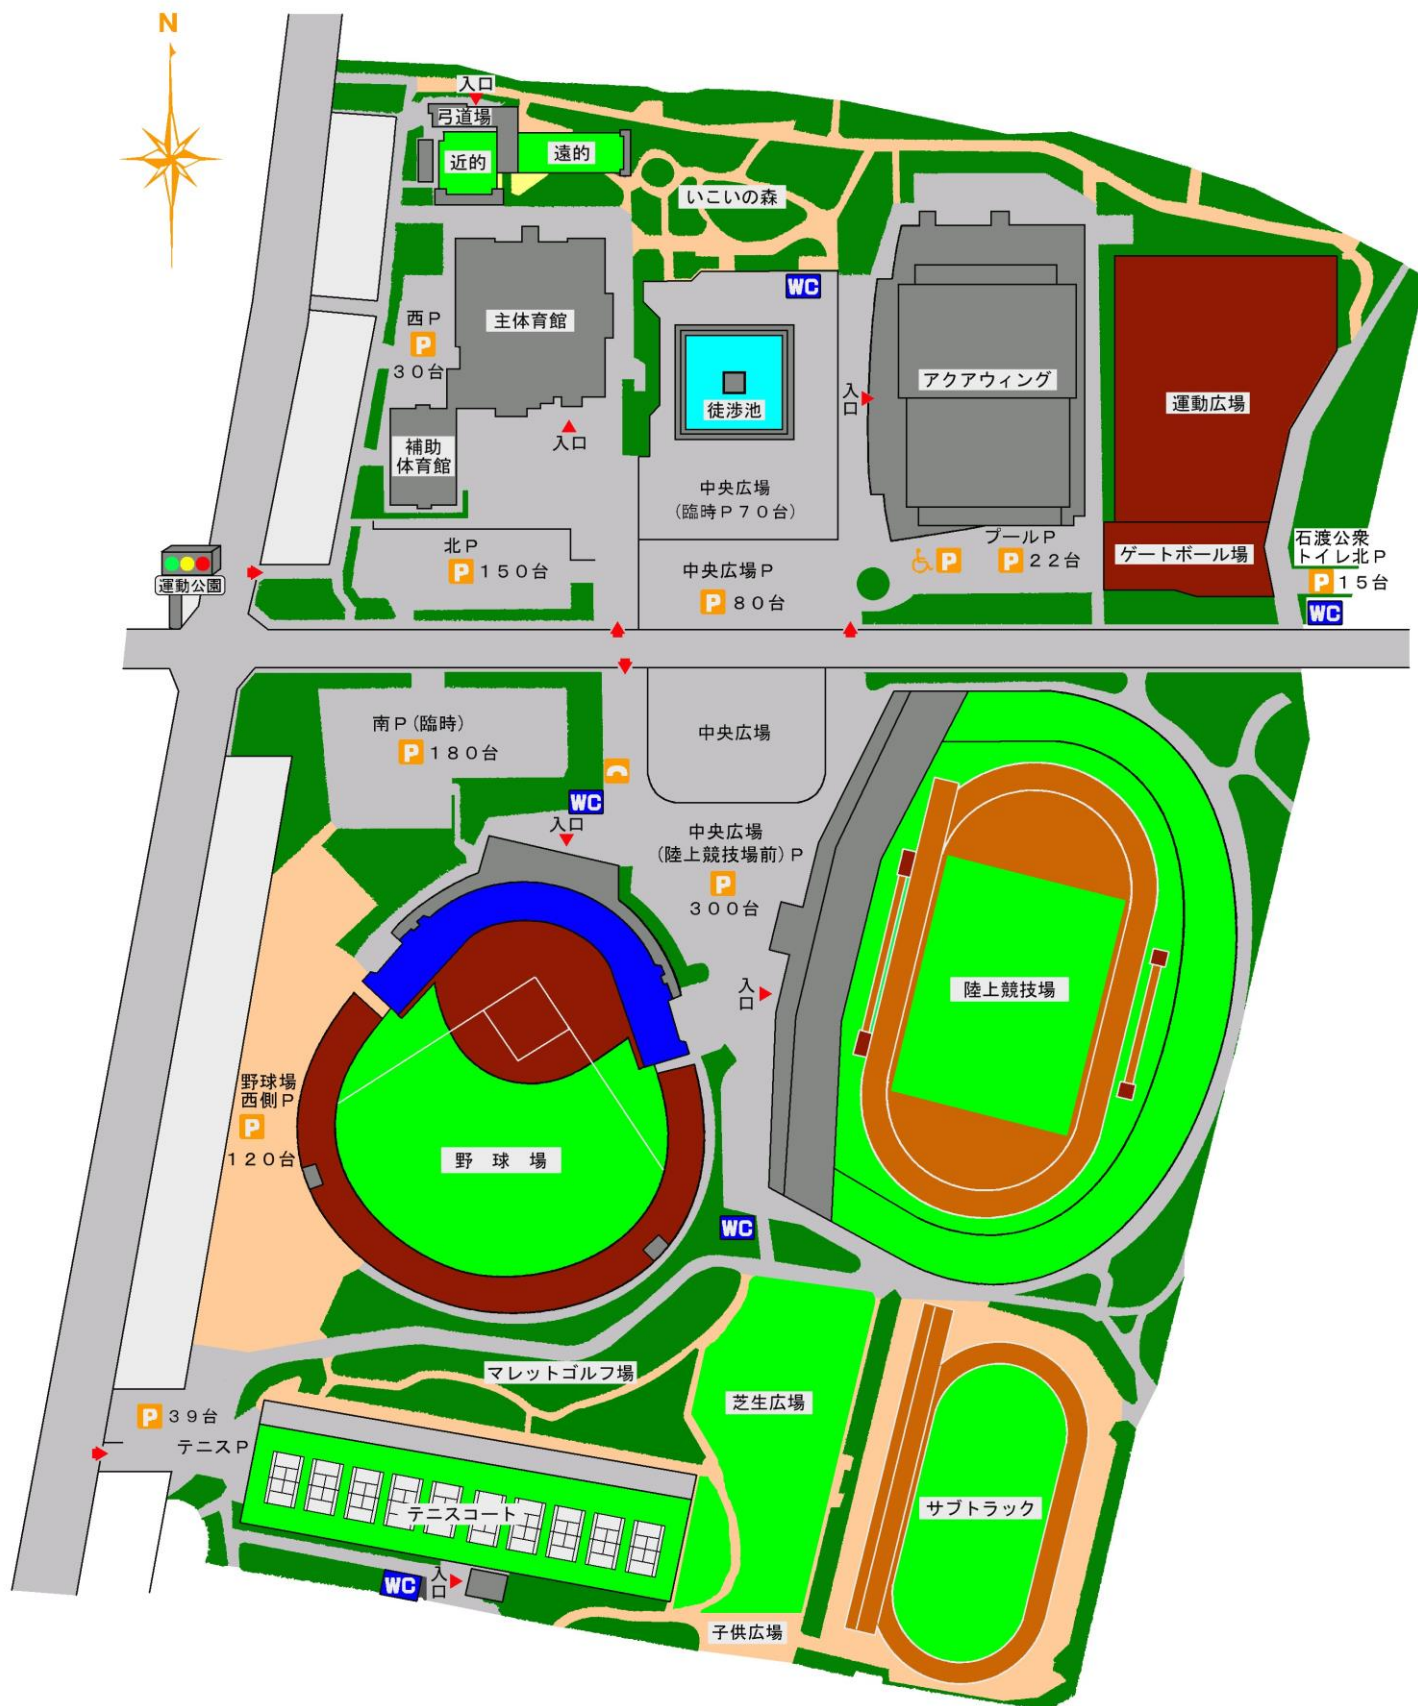 N
入口
弓道場
近的
遠的
いこいの森
WC
西P
P
30台
主体育館
徒渉池
入口
アクアウィング
運動広場
補助
体育館
入口
中央広場
(臨時P70台)
北P
P 150台
中央広場P
P 80台
プールP
P
P 22台
ゲートボール場
石渡公衆
トイレ北P
P 15台
WC
運動公園
南P(臨時)
P 180台
中央広場
WC
入口
中央広場
(陸上競技場前)P
P
300台
入口
陸上競技場
野球場
西側P
P
120台
野 球 場
WC
マレットゴルフ場
芝生広場
P 39台
テニスP
テニスコート
サブトラック
WC
入口
子供広場